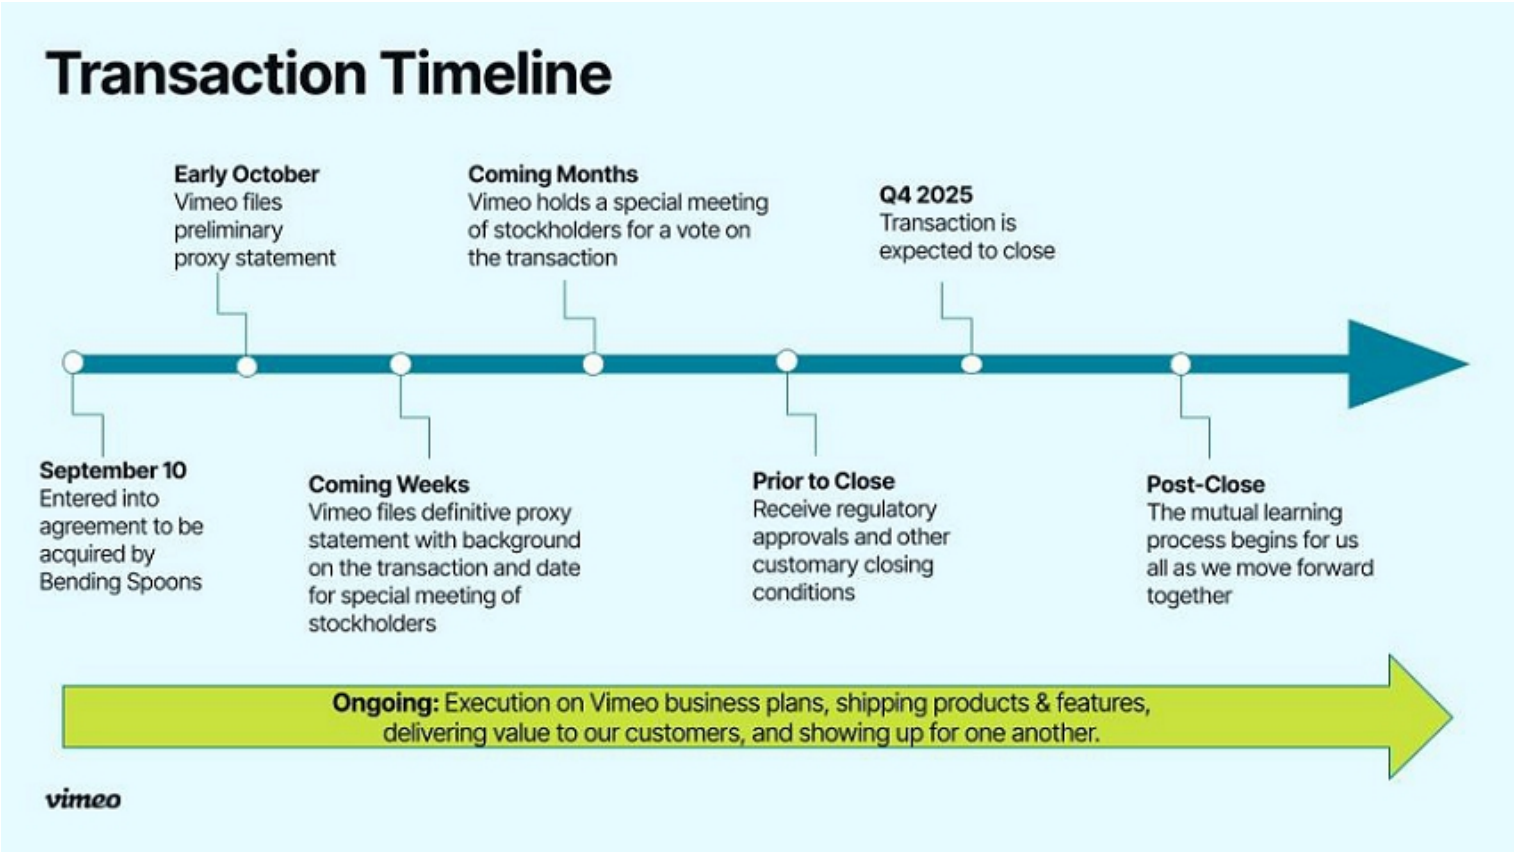 Transaction Timeline
Early October
Vimeo files
preliminary
proxy statement
Coming Months
Vimeo holds a special meeting
of stockholders for a vote on
the transaction
Q4 2025
Transaction is
expected to close
September 10
Entered into
agreement to be
acquired by
Bending Spoons
Coming Weeks
Vimeo files definitive proxy
statement with background
on the transaction and date
for special meeting of
stockholders
Prior to Close
Receive regulatory
approvals and other
customary closing
conditions
Post-Close
The mutual learning
process begins for us
all as we move forward
together
Ongoing: Execution on Vimeo business plans, shipping products & features,
delivering value to our customers, and showing up for one another.
vimeo